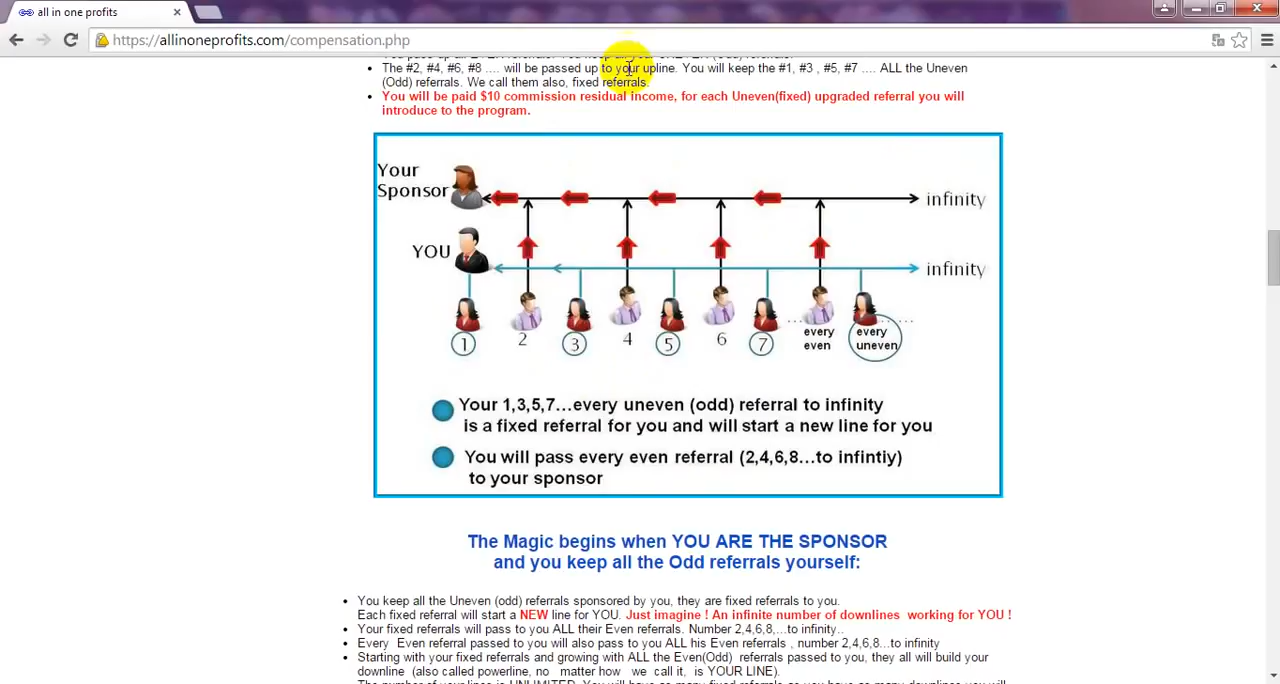 all in one profits
https://allinoneprofits.com/compensation.php
The #2, #4, #6, #8 .... will be passed up to your upline. You will keep the #1, #3 , #5, #7 .... ALL the Uneven
(Odd) referrals. We call them also, fixed referrals.
You will be paid $10 commission residual income, for each Uneven(fixed) upgraded referral you will
introduce to the program.
Your
Sponsor
infinity
YOU
infinity
1 2 3 4 5 6 7
every even
every uneven
Your 1,3,5,7...every uneven (odd) referral to infinity
is a fixed referral for you and will start a new line for you
You will pass every even referral (2,4,6,8...to infintiy)
to your sponsor
The Magic begins when YOU ARE THE SPONSOR
and you keep all the Odd referrals yourself:
You keep all the Uneven (odd) referrals sponsored by you, they are fixed referrals to you.
Each fixed referral will start a NEW line for YOU. Just imagine ! An infinite number of downlines working for YOU !
Your fixed referrals will pass to you ALL their Even referrals. Number 2,4,6,8,...to infinity..
Every Even referral passed to you will also pass to you ALL his Even referrals , number 2,4,6,8...to infinity
Starting with your fixed referrals and growing with ALL the Even(Odd) referrals passed to you, they all will build your
downline (also called powerline, no matter how we call it, is YOUR LINE).